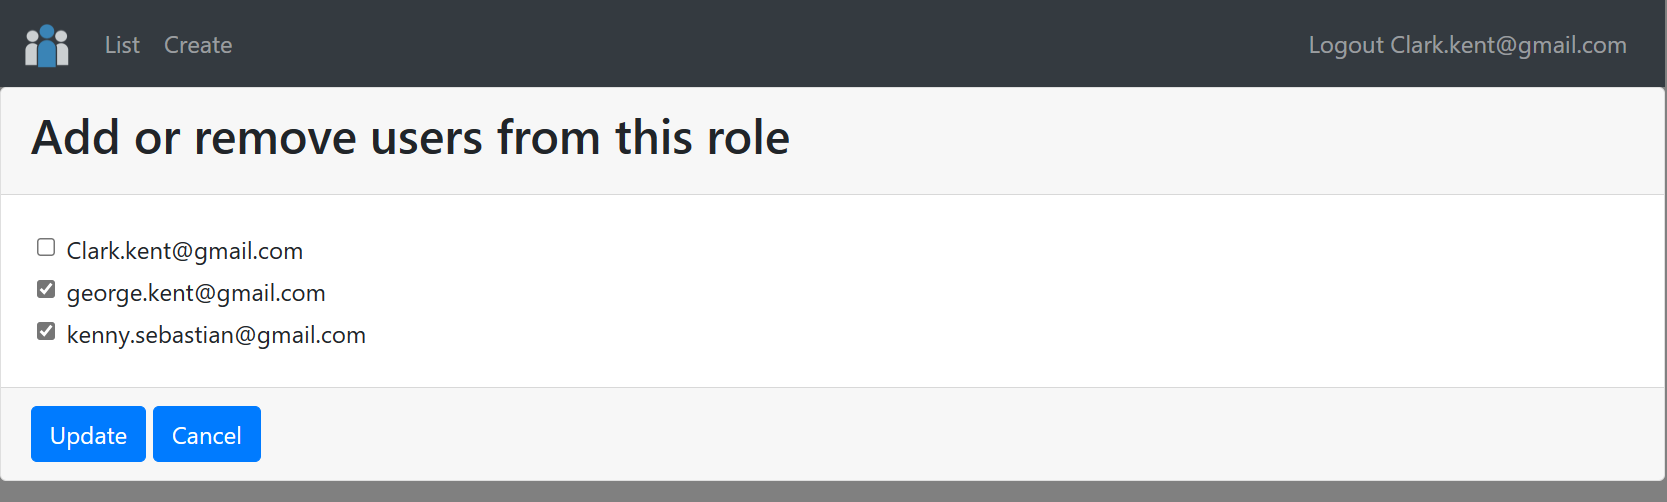 List Create Logout Clark.kent@gmail.com
Add or remove users from this role
Clark.kent@gmail.com
george.kent@gmail.com
kenny.sebastian@gmail.com
Update Cancel